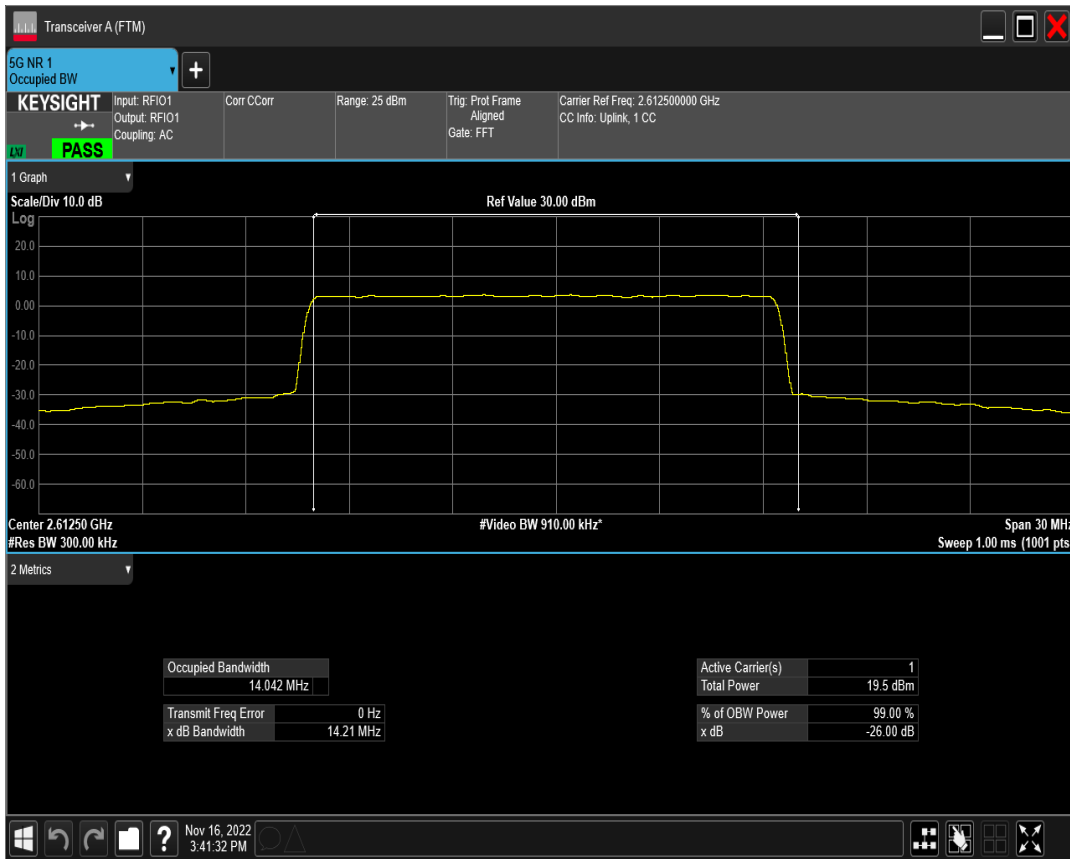 Transceiver A (FTM)
5G NR 1
Occupied BW
+
KEYSIGHT
LXI
PASS
Input: RFIO1
Output: RFIO1
Coupling: AC
Corr CCorr
Range: 25 dBm
Trig: Prot Frame
Aligned
Gate: FFT
Carrier Ref Freq: 2.612500000 GHz
CC Info: Uplink, 1 CC
1 Graph
Scale/Div 10.0 dB
Ref Value 30.00 dBm
Log
20.0
10.0
0.00
-10.0
-20.0
-30.0
-40.0
-50.0
-60.0
Center 2.61250 GHz
#Video BW 910.00 kHz*
Span 30 MHz
#Res BW 300.00 kHz
Sweep 1.00 ms (1001 pts
2 Metrics
Occupied Bandwidth
14.042 MHz
Transmit Freq Error 0 Hz
x dB Bandwidth 14.21 MHz
Active Carrier(s) 1
Total Power 19.5 dBm
% of OBW Power 99.00 %
x dB -26.00 dB
?
Nov 16, 2022
3:41:32 PM